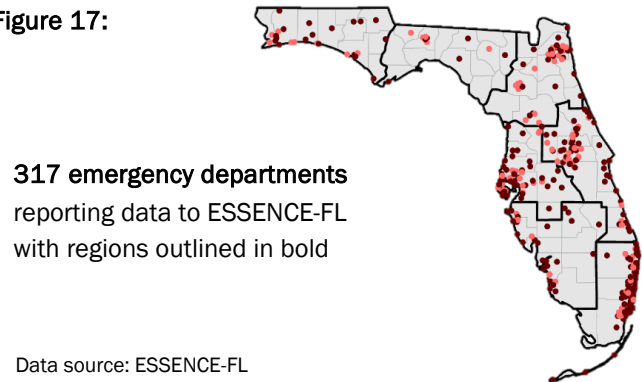 Figure 17:
317 emergency departments
reporting data to ESSENCE-FL
with regions outlined in bold
Data source: ESSENCE-FL